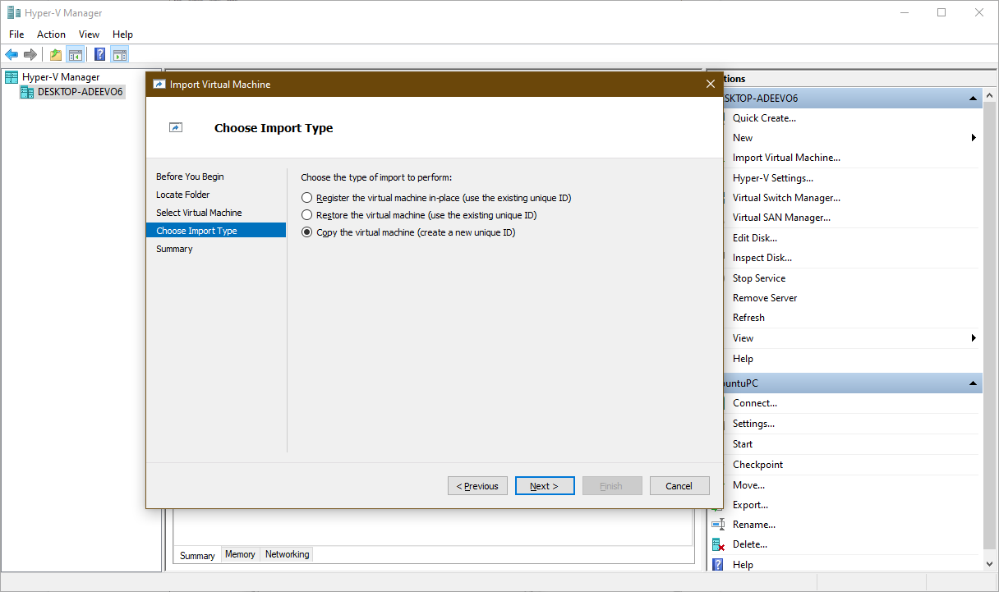 Hyper-V Manager
File Action View Help
Hyper-V Manager
DESKTOP-ADEEVO6
Import Virtual Machine
Choose Import Type
Before You Begin
Locate Folder
Select Virtual Machine
Choose Import Type
Summary
Choose the type of import to perform:
Register the virtual machine in-place (use the existing unique ID)
Restore the virtual machine (use the existing unique ID)
Copy the virtual machine (create a new unique ID)
< Previous
Next >
Finish
Cancel
Summary Memory Networking
tions
SKTOP-ADEEVO6
Quick Create...
New
Import Virtual Machine...
Hyper-V Settings...
Virtual Switch Manager...
Virtual SAN Manager...
Edit Disk...
Inspect Disk...
Stop Service
Remove Server
Refresh
View
Help
untuPC
Connect...
Settings...
Start
Checkpoint
Move...
Export...
Rename...
Delete...
Help